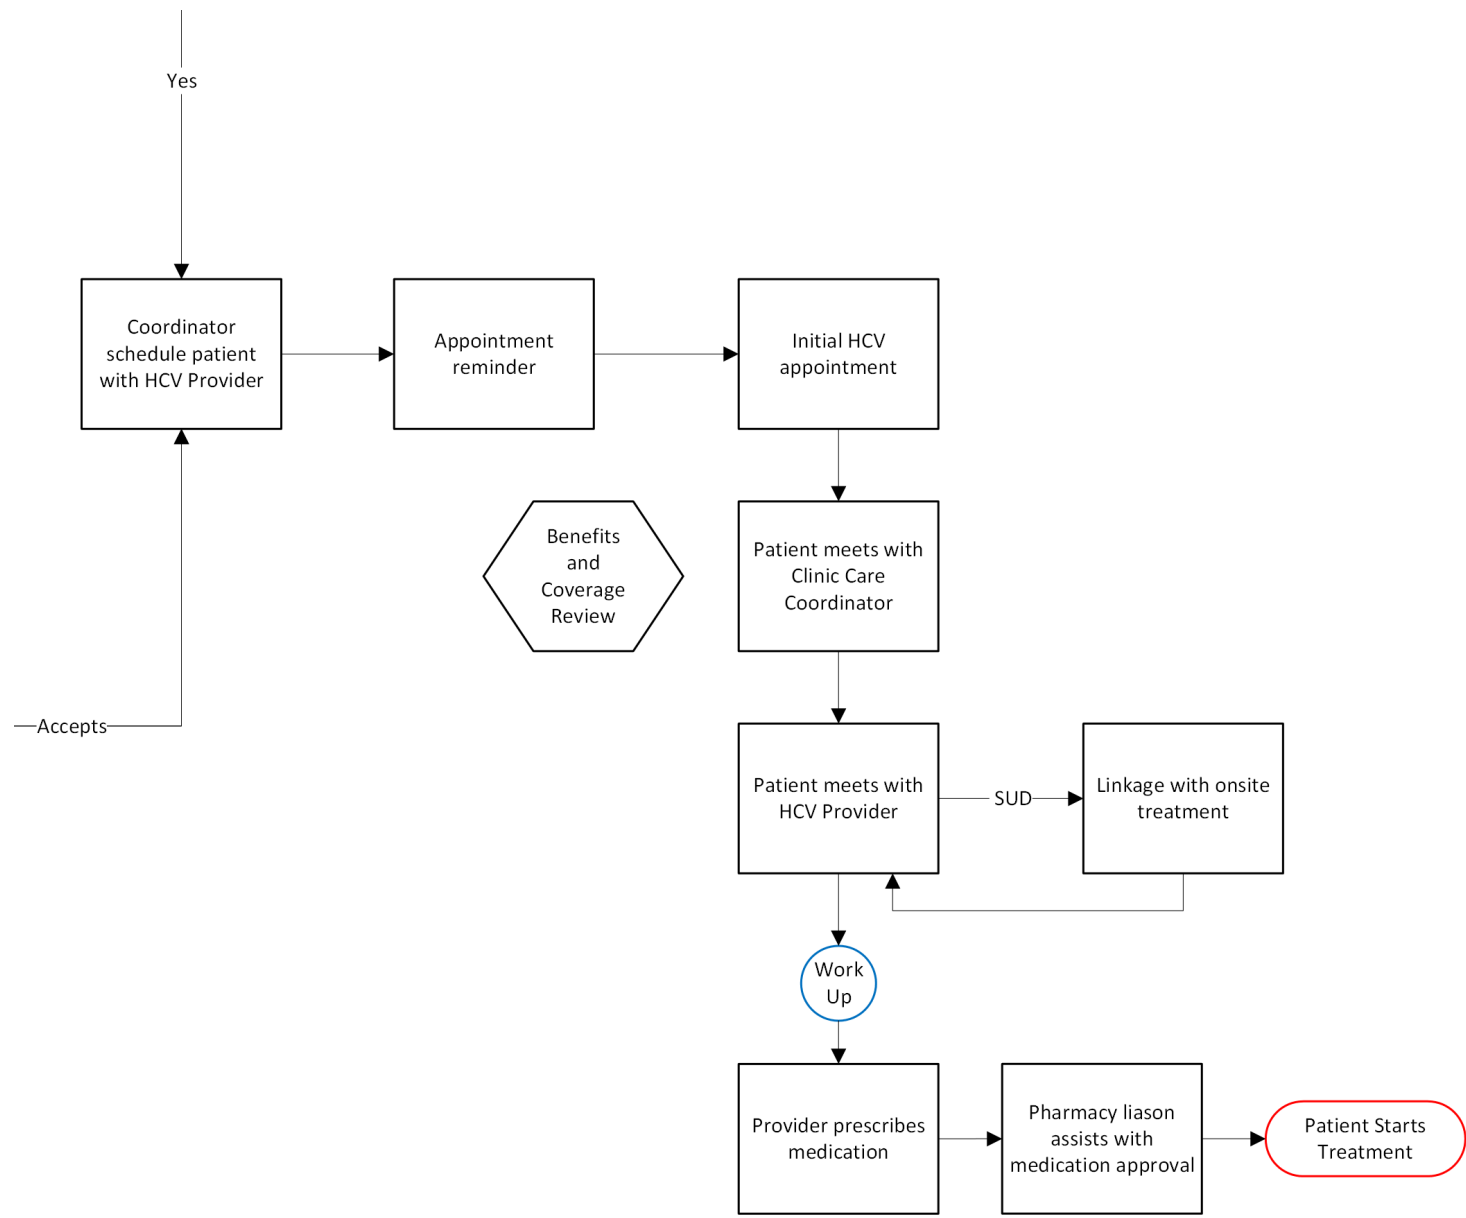 Yes
Coordinator
schedule patient
with HCV Provider
Appointment
reminder
Initial HCV
appointment
Benefits
and
Coverage
Review
Patient meets with
Clinic Care
Coordinator
Accepts
Patient meets with
HCV Provider
SUD
Linkage with onsite
treatment
Work
Up
Provider prescribes
medication
Pharmacy liason
assists with
medication approval
Patient Starts
Treatment